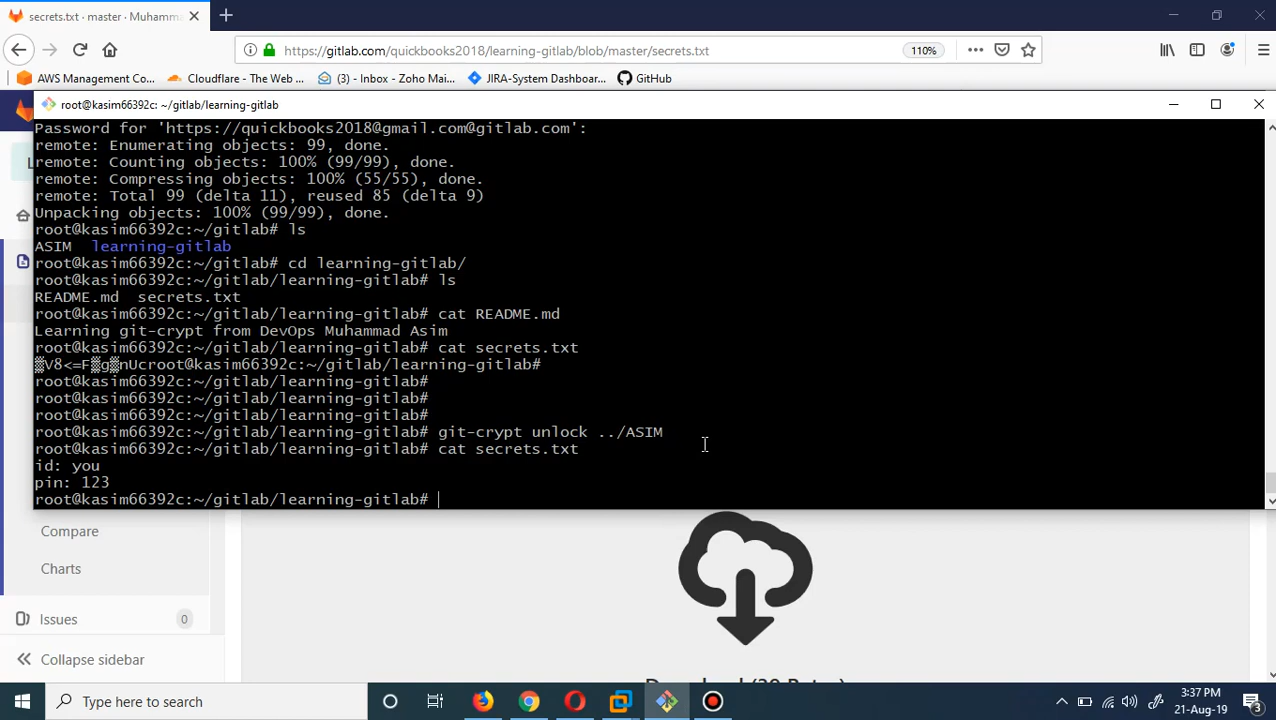 secrets.txt · master · Muhamm
https://gitlab.com/quickbooks2018/learning-gitlab/blob/master/secrets.txt
110%
AWS Management Co...
Cloudflare - The Web ...
(3) - Inbox - Zoho Mai...
JIRA-System Dashboar...
GitHub
root@kasim66392c: ~/gitlab/learning-gitlab
Password for 'https://quickbooks2018@gmail.com@gitlab.com':
remote: Enumerating objects: 99, done.
remote: Counting objects: 100% (99/99), done.
remote: Compressing objects: 100% (55/55), done.
remote: Total 99 (delta 11), reused 85 (delta 9)
Unpacking objects: 100% (99/99), done.
root@kasim66392c:~/gitlab# ls
ASIM  learning-gitlab
root@kasim66392c:~/gitlab# cd learning-gitlab/
root@kasim66392c:~/gitlab/learning-gitlab# ls
README.md  secrets.txt
root@kasim66392c:~/gitlab/learning-gitlab# cat README.md
Learning git-crypt from DevOps Muhammad Asim
root@kasim66392c:~/gitlab/learning-gitlab# cat secrets.txt
▒V8<=F▒g▒nUcroot@kasim66392c:~/gitlab/learning-gitlab#
root@kasim66392c:~/gitlab/learning-gitlab#
root@kasim66392c:~/gitlab/learning-gitlab#
root@kasim66392c:~/gitlab/learning-gitlab#
root@kasim66392c:~/gitlab/learning-gitlab# git-crypt unlock ../ASIM
root@kasim66392c:~/gitlab/learning-gitlab# cat secrets.txt
id: you
pin: 123
root@kasim66392c:~/gitlab/learning-gitlab#
Compare
Charts
Issues
0
Collapse sidebar
Type here to search
3:37 PM
21-Aug-19
3